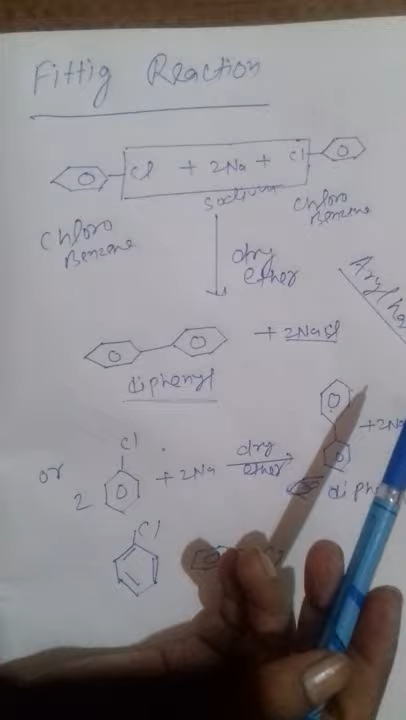 Fittig Reaction
Cl + 2Na + Cl
Sodium
Chloro
Benzene
Chloro
Benzene
dry
ether
+ 2NaCl
diphenyl
or 2
Cl
+ 2Na
dry
ether
+2Na
diph
Cl